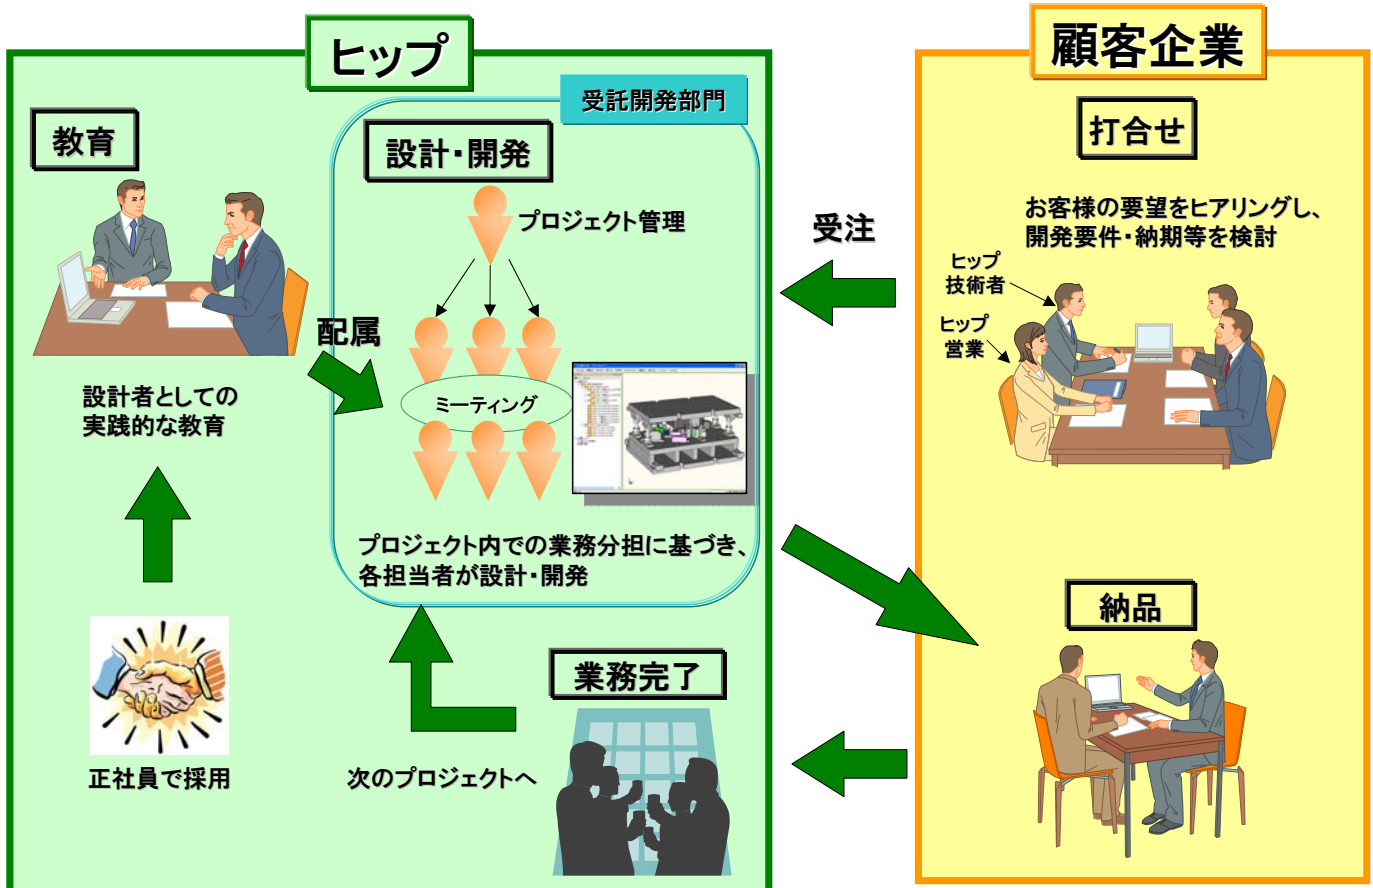 ヒップ
受託開発部門
教育
設計・開発
プロジェクト管理
配属
ミーティング
設計者としての
実践的な教育
プロジェクト内での業務分担に基づき、
各担当者が設計・開発
正社員で採用
業務完了
次のプロジェクトへ
受注
顧客企業
打合せ
お客様の要望をヒアリングし、
開発要件・納期等を検討
ヒップ
技術者
ヒップ
営業
納品